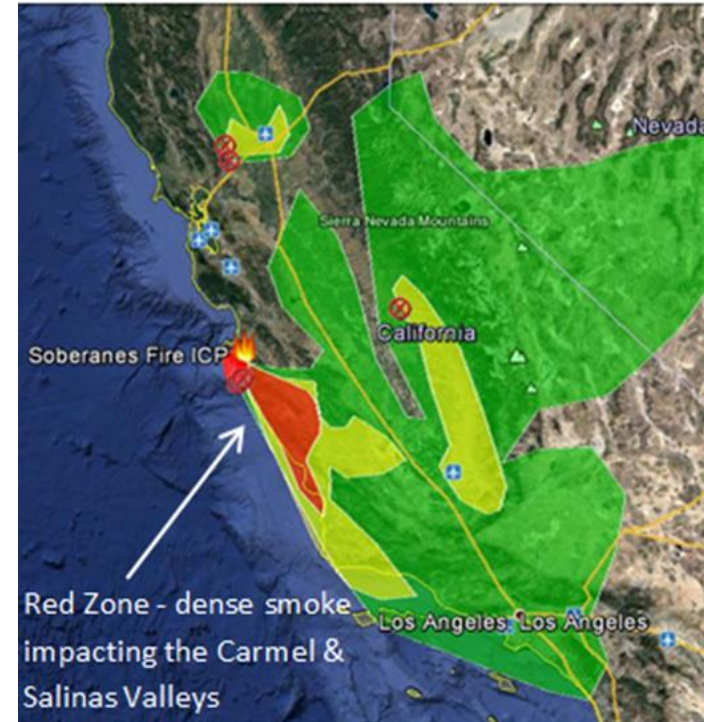 Nevada
Sierra Nevada Mountains
California
Soberanes Fire ICP
Red Zone - dense smoke
impacting the Carmel &
Salinas Valleys
Los Angeles Los Angeles